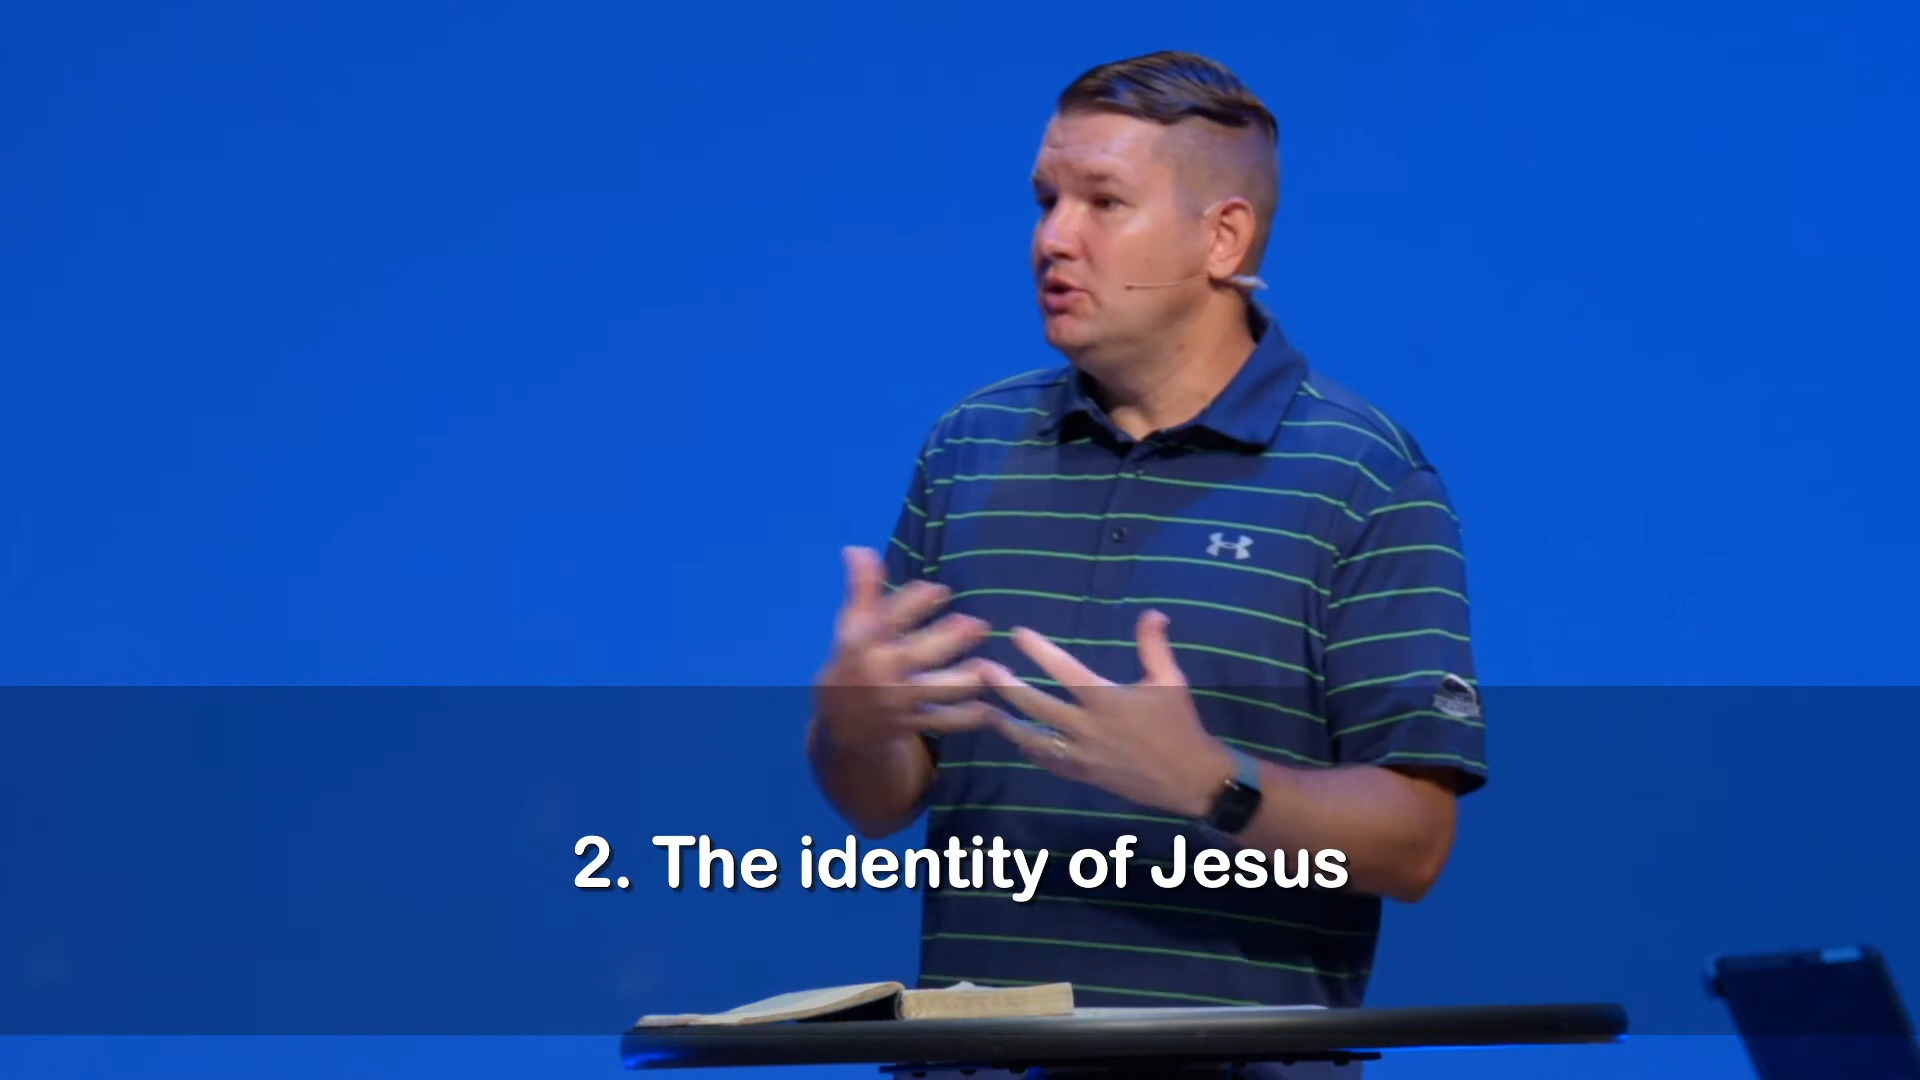 2. The identity of Jesus